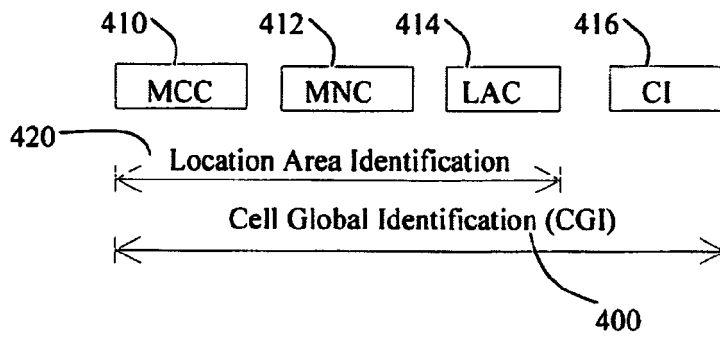 410 412 414 416
MCC MNC LAC CI
420
Location Area Identification
Cell Global Identification (CGI)
400